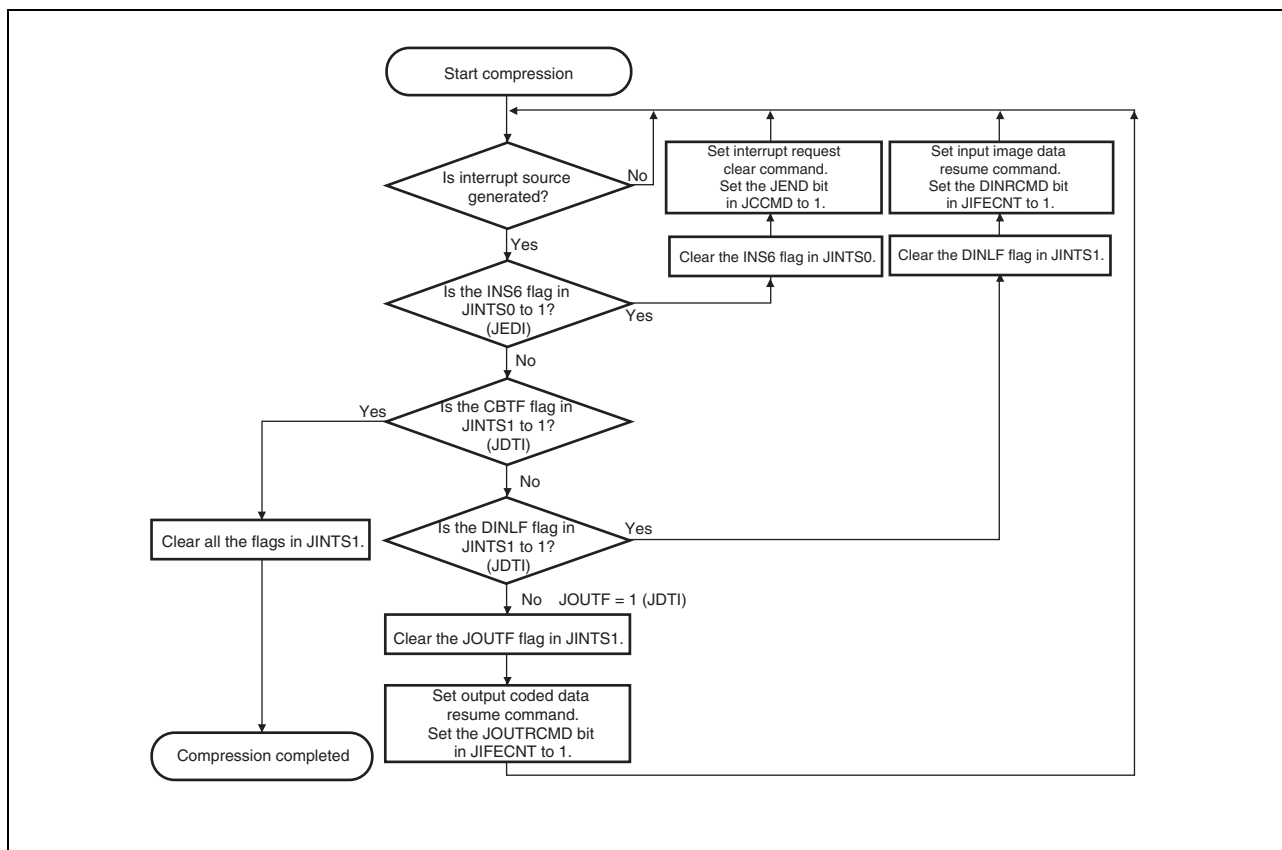 Start compression
Is interrupt source
generated?
No
Set interrupt request
clear command.
Set the JEND bit
in JCCMD to 1.
Set input image data
resume command.
Set the DINRCMD bit
in JIFECNT to 1.
Yes
Clear the INS6 flag in JINTS0.
Clear the DINLF flag in JINTS1.
Is the INS6 flag in
JINTS0 to 1?
(JEDI)
Yes
No
Is the CBTF flag in
JINTS1 to 1?
(JDTI)
Yes
No
Is the DINLF flag in
JINTS1 to 1?
(JDTI)
Yes
Clear all the flags in JINTS1.
No JOUTF = 1 (JDTI)
Clear the JOUTF flag in JINTS1.
Set output coded data
resume command.
Set the JOUTRCMD bit
in JIFECNT to 1.
Compression completed